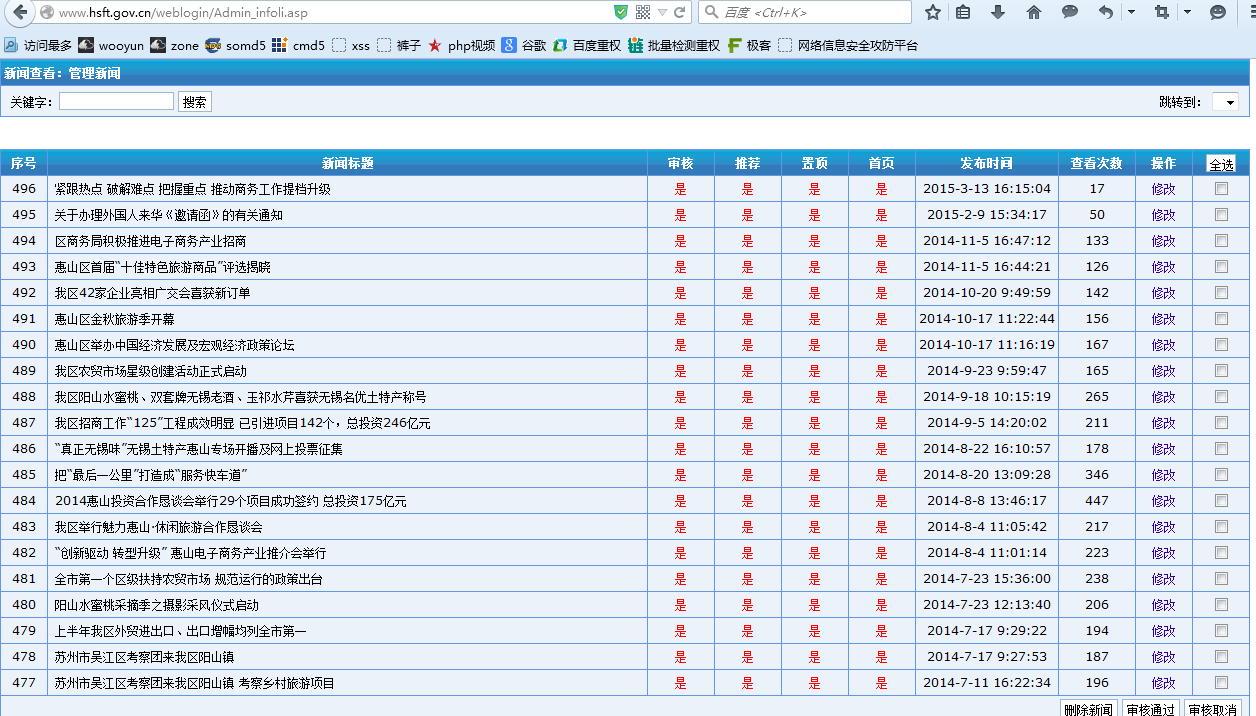 www.hsft.gov.cn/weblogin/Admin_infoli.asp 百度 <Ctrl+K>
访问最多 wooyun zone somd5 cmd5 xss 裤子 php视频 谷歌 百度权重 批量检测权重 极客 网络信息安全攻防平台
新闻查看：管理新闻
关键字： 搜索 跳转到：
序号 新闻标题 审核 推荐 置顶 首页 发布时间 查看次数 操作 全选
496 紧跟热点 破解难点 把握重点 推动商务工作提档升级 是 是 是 是 2015-3-13 16:15:04 17 修改
495 关于办理外国人来华《邀请函》的有关通知 是 是 是 是 2015-2-9 15:34:17 50 修改
494 区商务局积极推进电子商务产业招商 是 是 是 是 2014-11-5 16:47:12 133 修改
493 惠山区首届“十佳特色旅游商品”评选揭晓 是 是 是 是 2014-11-5 16:44:21 126 修改
492 我区42家企业亮相广交会喜获新订单 是 是 是 是 2014-10-20 9:49:59 142 修改
491 惠山区金秋旅游季开幕 是 是 是 是 2014-10-17 11:22:44 156 修改
490 惠山区举办中国经济发展及宏观经济政策论坛 是 是 是 是 2014-10-17 11:16:19 167 修改
489 我区农贸市场星级创建活动正式启动 是 是 是 是 2014-9-23 9:59:47 165 修改
488 我区阳山水蜜桃、双套牌无锡老酒、玉祁水芹喜获无锡名优土特产称号 是 是 是 是 2014-9-18 10:15:19 265 修改
487 我区招商工作“125”工程成效明显 已引进项目142个，总投资246亿元 是 是 是 是 2014-9-5 14:20:02 211 修改
486 “真正无锡味”无锡土特产惠山专场开播及网上投票征集 是 是 是 是 2014-8-22 16:10:57 178 修改
485 把“最后一公里”打造成“服务快车道” 是 是 是 是 2014-8-20 13:09:28 346 修改
484 2014惠山投资合作恳谈会举行29个项目成功签约 总投资175亿元 是 是 是 是 2014-8-8 13:46:17 447 修改
483 我区举行魅力惠山·休闲旅游合作恳谈会 是 是 是 是 2014-8-4 11:05:42 217 修改
482 “创新驱动 转型升级” 惠山电子商务产业推介会举行 是 是 是 是 2014-8-4 11:01:14 223 修改
481 全市第一个区级扶持农贸市场 规范运行的政策出台 是 是 是 是 2014-7-23 15:36:00 238 修改
480 阳山水蜜桃采摘季之摄影采风仪式启动 是 是 是 是 2014-7-23 12:13:40 206 修改
479 上半年我区外贸进出口、出口增幅均列全市第一 是 是 是 是 2014-7-17 9:29:22 194 修改
478 苏州市吴江区考察团来我区阳山镇 是 是 是 是 2014-7-17 9:27:53 187 修改
477 苏州市吴江区考察团来我区阳山镇 考察乡村旅游项目 是 是 是 是 2014-7-11 16:22:34 196 修改
删除新闻 审核通过 审核取消